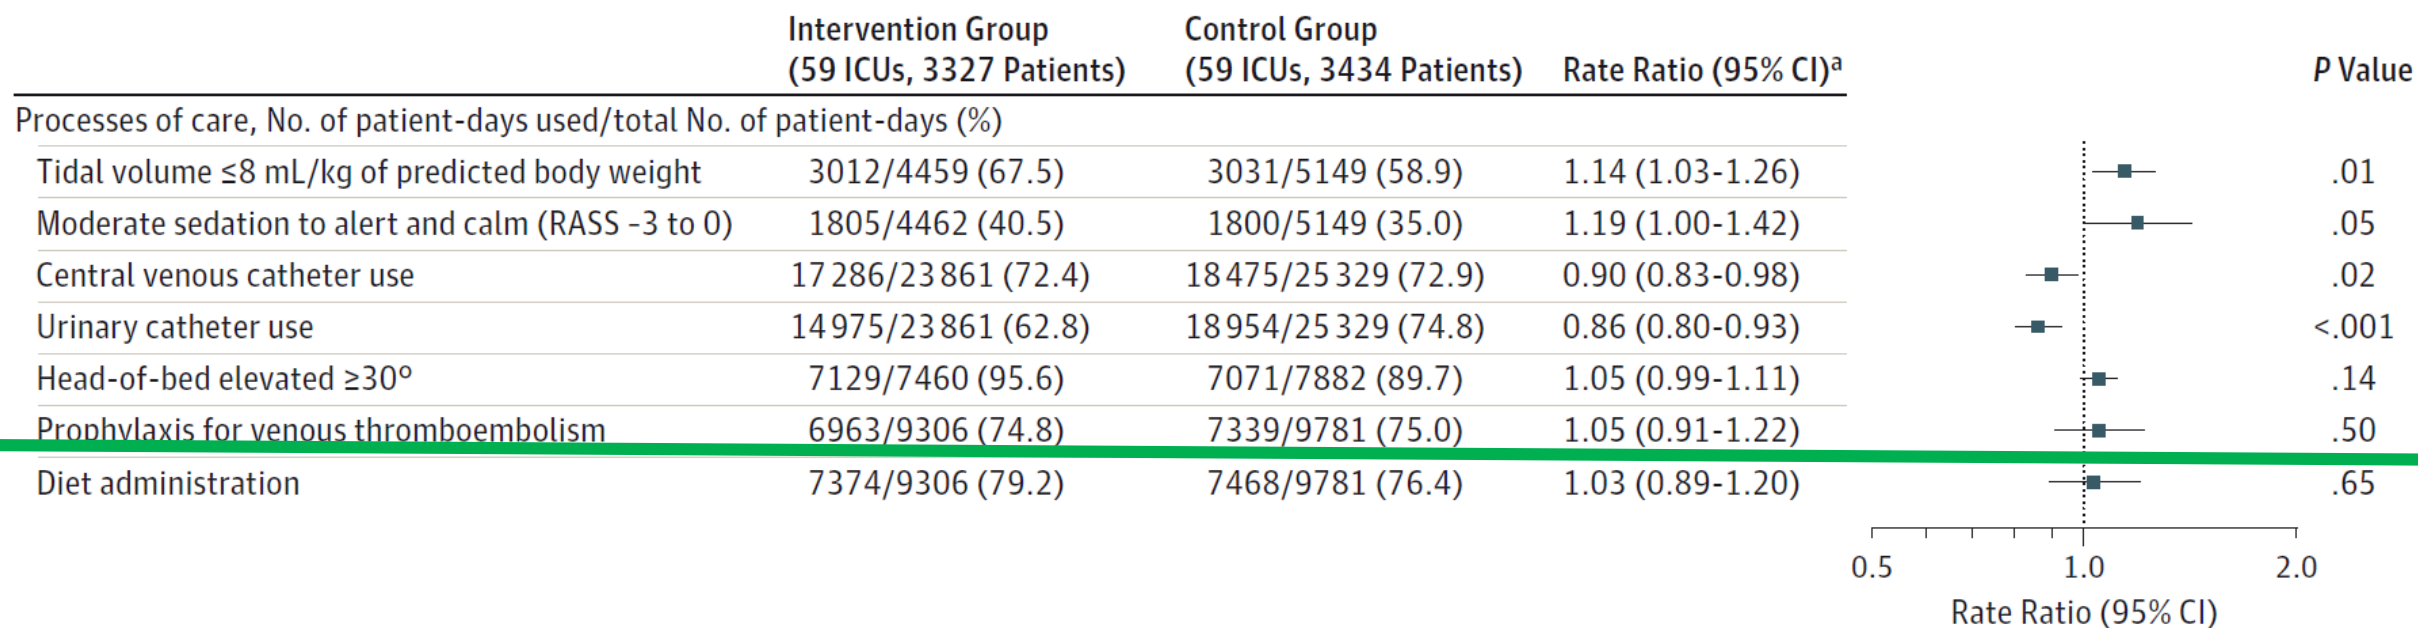 Intervention Group Control Group
(59 ICUs, 3327 Patients) (59 ICUs, 3434 Patients) Rate Ratio (95% CI)a P Value
Processes of care, No. of patient-days used/total No. of patient-days (%)
Tidal volume ≤8 mL/kg of predicted body weight 3012/4459 (67.5) 3031/5149 (58.9) 1.14 (1.03-1.26) .01
Moderate sedation to alert and calm (RASS –3 to 0) 1805/4462 (40.5) 1800/5149 (35.0) 1.19 (1.00-1.42) .05
Central venous catheter use 17 286/23 861 (72.4) 18 475/25 329 (72.9) 0.90 (0.83-0.98) .02
Urinary catheter use 14 975/23 861 (62.8) 18 954/25 329 (74.8) 0.86 (0.80-0.93) <.001
Head-of-bed elevated ≥30° 7129/7460 (95.6) 7071/7882 (89.7) 1.05 (0.99-1.11) .14
Prophylaxis for venous thromboembolism 6963/9306 (74.8) 7339/9781 (75.0) 1.05 (0.91-1.22) .50
Diet administration 7374/9306 (79.2) 7468/9781 (76.4) 1.03 (0.89-1.20) .65
0.5 1.0 2.0
Rate Ratio (95% CI)